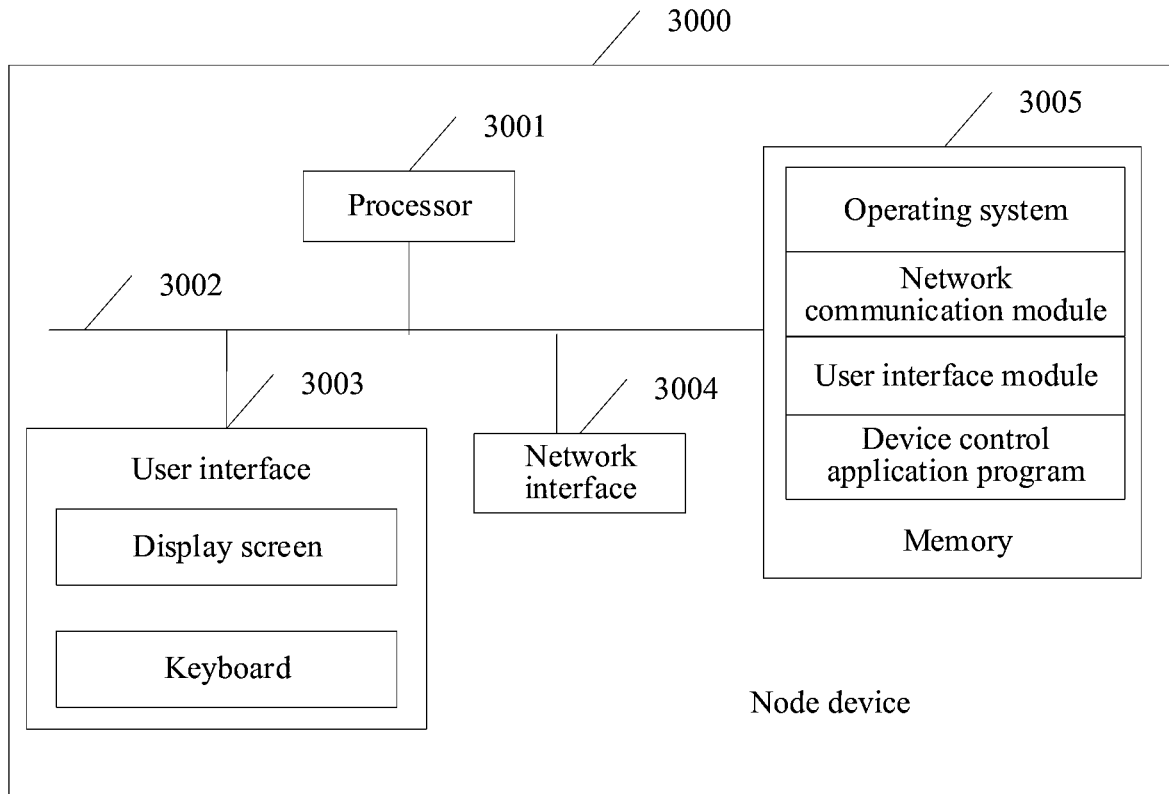 3000
3001
3005
Processor
Operating system
Network
communication module
3002
User interface module
3003
3004
Device control
application program
User interface
Network
interface
Display screen
Memory
Keyboard
Node device